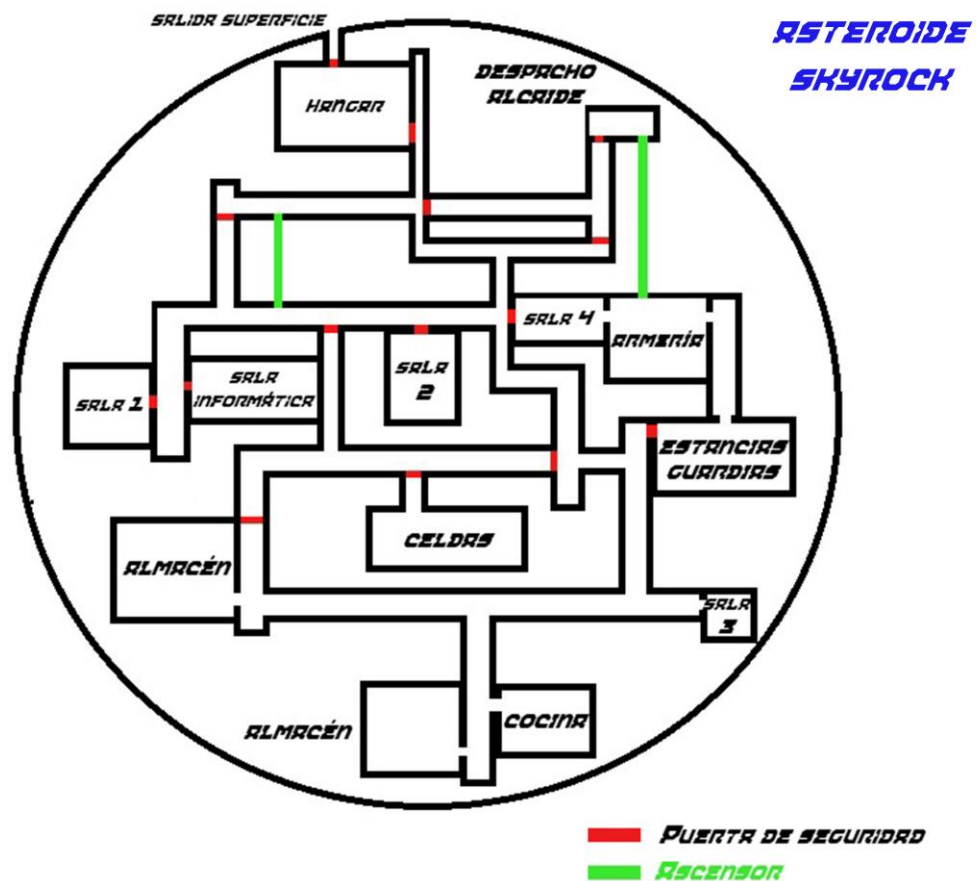 ASTEROIDE
SKYROCK
SALIDA SUPERFICIE
HANGAR
DESPACHO
ALCAIDE
SALA 4
ARMERÍA
SALA 1
SALA
INFORMÁTICA
SALA
2
ESTANCIAS
GUARDIAS
CELDAS
ALMACÉN
SALA
3
ALMACÉN
COCINA
PUERTA DE SEGURIDAD
ASCENSOR